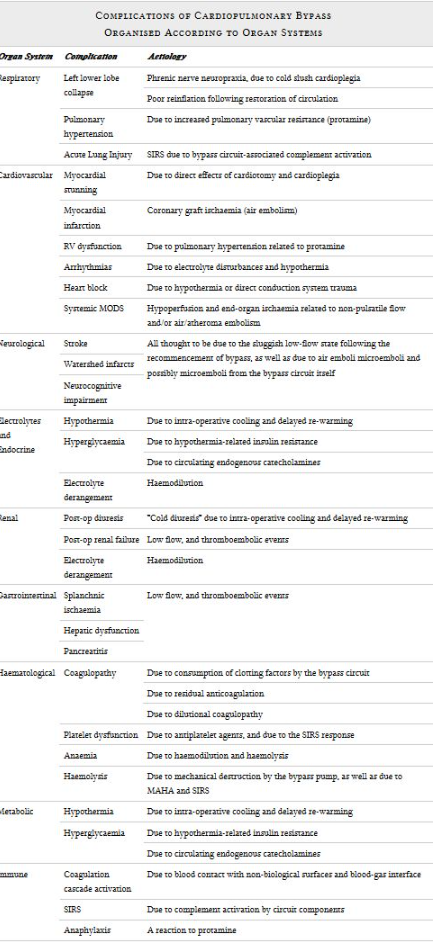 Complications of Cardiopulmonary Bypass
Organised According to Organ Systems
Organ System Complication Aetiology
Respiratory Left lower lobe collapse Phrenic nerve neuropraxia, due to cold slush cardioplegia
Poor reinflation following restoration of circulation
Pulmonary hypertension Due to increased pulmonary vascular resistance (protamine)
Acute Lung Injury SIRS due to bypass circuit-associated complement activation
Cardiovascular Myocardial stunning Due to direct effects of cardiotomy and cardioplegia
Myocardial infarction Coronary graft ischaemia (air embolism)
RV dysfunction Due to pulmonary hypertension related to protamine
Arrhythmias Due to electrolyte disturbances and hypothermia
Heart block Due to hypothermia or direct conduction system trauma
Systemic MODS Hypoperfusion and end-organ ischaemia related to non-pulsatile flow
and/or air/atheroma embolism
Neurological Stroke All thought to be due to the sluggish low-flow state following the
Watershed infarcts recommencement of bypass, as well as due to air emboli microemboli and
possibly microemboli from the bypass circuit itself
Neurocognitive impairment
Electrolytes and Endocrine Hypothermia Due to intra-operative cooling and delayed re-warming
Hyperglycaemia Due to hypothermia-related insulin resistance
Due to circulating endogenous catecholamines
Electrolyte derangement Haemodilution
Renal Post-op diuresis "Cold diuresis" due to intra-operative cooling and delayed re-warming
Post-op renal failure Low flow, and thromboembolic events
Electrolyte derangement Haemodilution
Gastrointestinal Splanchnic ischaemia Low flow, and thromboembolic events
Hepatic dysfunction
Pancreatitis
Haematological Coagulopathy Due to consumption of clotting factors by the bypass circuit
Due to residual anticoagulation
Due to dilutional coagulopathy
Platelet dysfunction Due to antiplatelet agents, and due to the SIRS response
Anaemia Due to haemodilution and haemolysis
Haemolysis Due to mechanical destruction by the bypass pump, as well as due to
MAHA and SIRS
Metabolic Hypothermia Due to intra-operative cooling and delayed re-warming
Hyperglycaemia Due to hypothermia-related insulin resistance
Due to circulating endogenous catecholamines
Immune Coagulation cascade activation Due to blood contact with non-biological surfaces and blood-gas interface
SIRS Due to complement activation by circuit components
Anaphylaxis A reaction to protamine